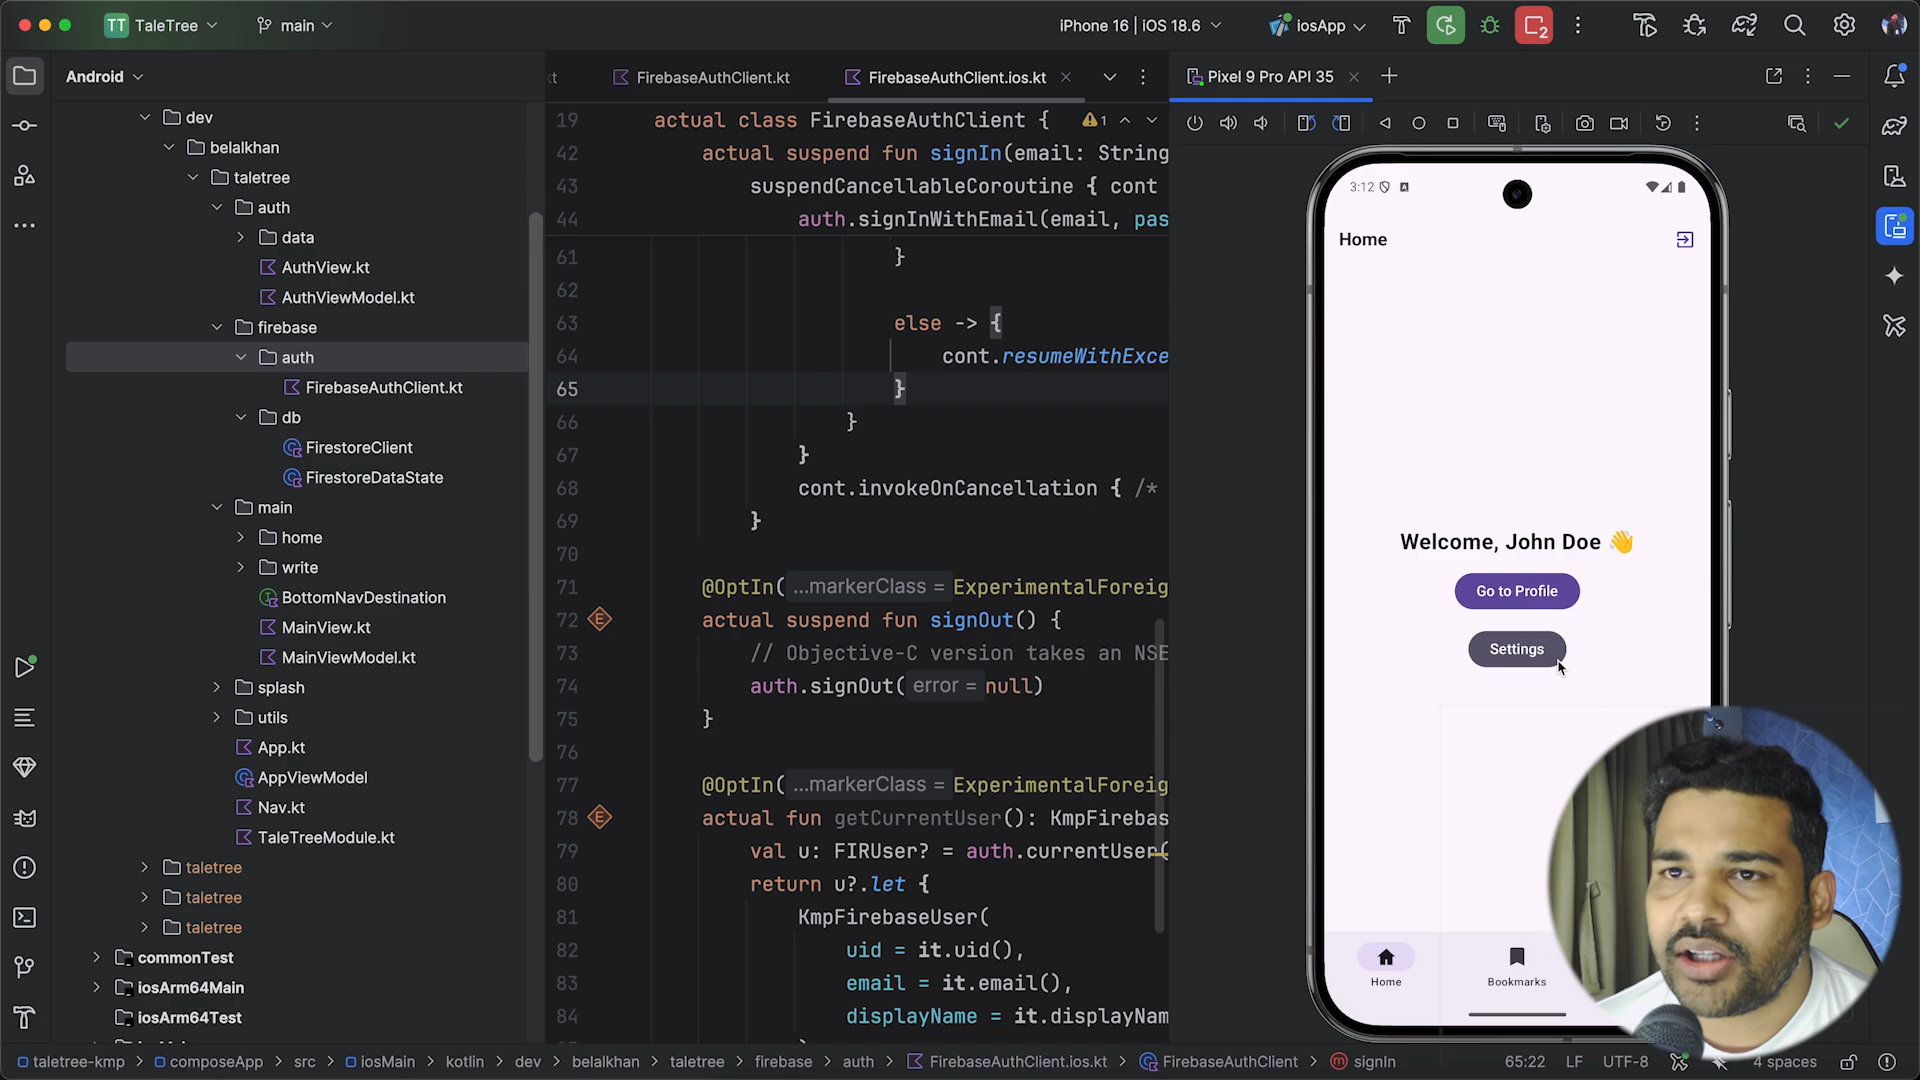 TT TaleTree
main
iPhone 16 | iOS 18.6
iosApp
2
Android
dev
belalkhan
taletree
auth
data
AuthView.kt
AuthViewModel.kt
firebase
auth
FirebaseAuthClient.kt
db
FirestoreClient
FirestoreDataState
main
home
write
BottomNavDestination
MainView.kt
MainViewModel.kt
splash
utils
App.kt
AppViewModel
Nav.kt
TaleTreeModule.kt
taletree
taletree
taletree
commonTest
iosArm64Main
iosArm64Test
FirebaseAuthClient.kt
FirebaseAuthClient.ios.kt
19 actual class FirebaseAuthClient {
1
42 actual suspend fun signIn(email: String
43 suspendCancellableCoroutine { cont
44 auth.signInWithEmail(email, pas
61 }
62
63 else -> {
64 cont.resumeWithExce
65 }
66 }
67 }
68 cont.invokeOnCancellation { /*
69 }
70
71 @OptIn( ...markerClass = ExperimentalForeig
72 actual suspend fun signOut() {
73 // Objective-C version takes an NSE
74 auth.signOut( error = null)
75 }
76
77 @OptIn( ...markerClass = ExperimentalForeig
78 actual fun getCurrentUser(): KmpFirebas
79 val u: FIRUser? = auth.currentUser(
80 return u?.let {
81 KmpFirebaseUser(
82 uid = it.uid(),
83 email = it.email(),
84 displayName = it.displayNam
Pixel 9 Pro API 35
3:12
Home
Welcome, John Doe 👋
Go to Profile
Settings
Home
Bookmarks
taletree-kmp > composeApp > src > iosMain > kotlin > dev > belalkhan > taletree > firebase > auth > FirebaseAuthClient.ios.kt > FirebaseAuthClient > signIn
65:22 LF UTF-8 4 spaces